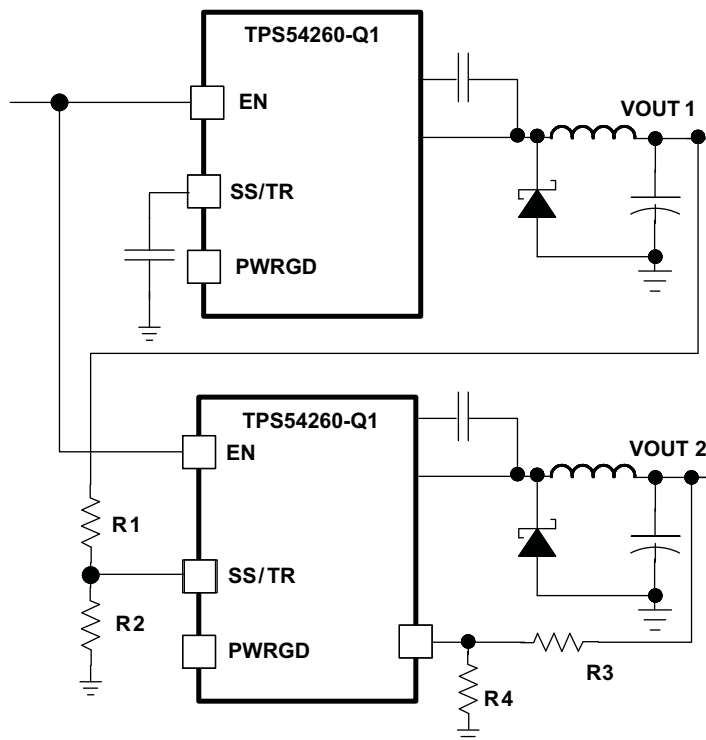 TPS54260-Q1
EN
VOUT 1
SS/TR
PWRGD
TPS54260-Q1
EN
VOUT 2
R1
SS/TR
R2
PWRGD
R3
R4